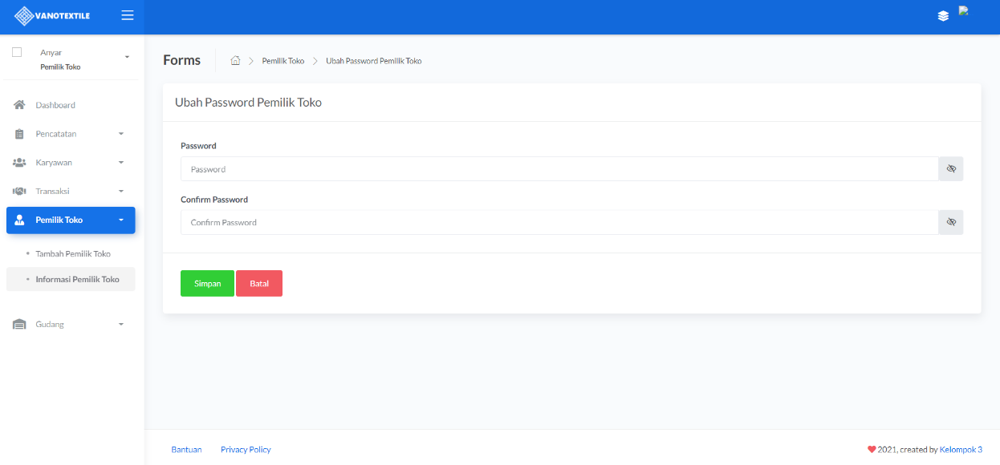 VANOTEXTILE
Anyar
Pemilik Toko
Dashboard
Pencatatan
Karyawan
Transaksi
Pemilik Toko
Tambah Pemilik Toko
Informasi Pemilik Toko
Gudang
Forms
Pemilik Toko
Ubah Password Pemilik Toko
Ubah Password Pemilik Toko
Password
Password
Confirm Password
Confirm Password
Simpan Batal
Bantuan Privacy Policy
2021, created by Kelompok 3